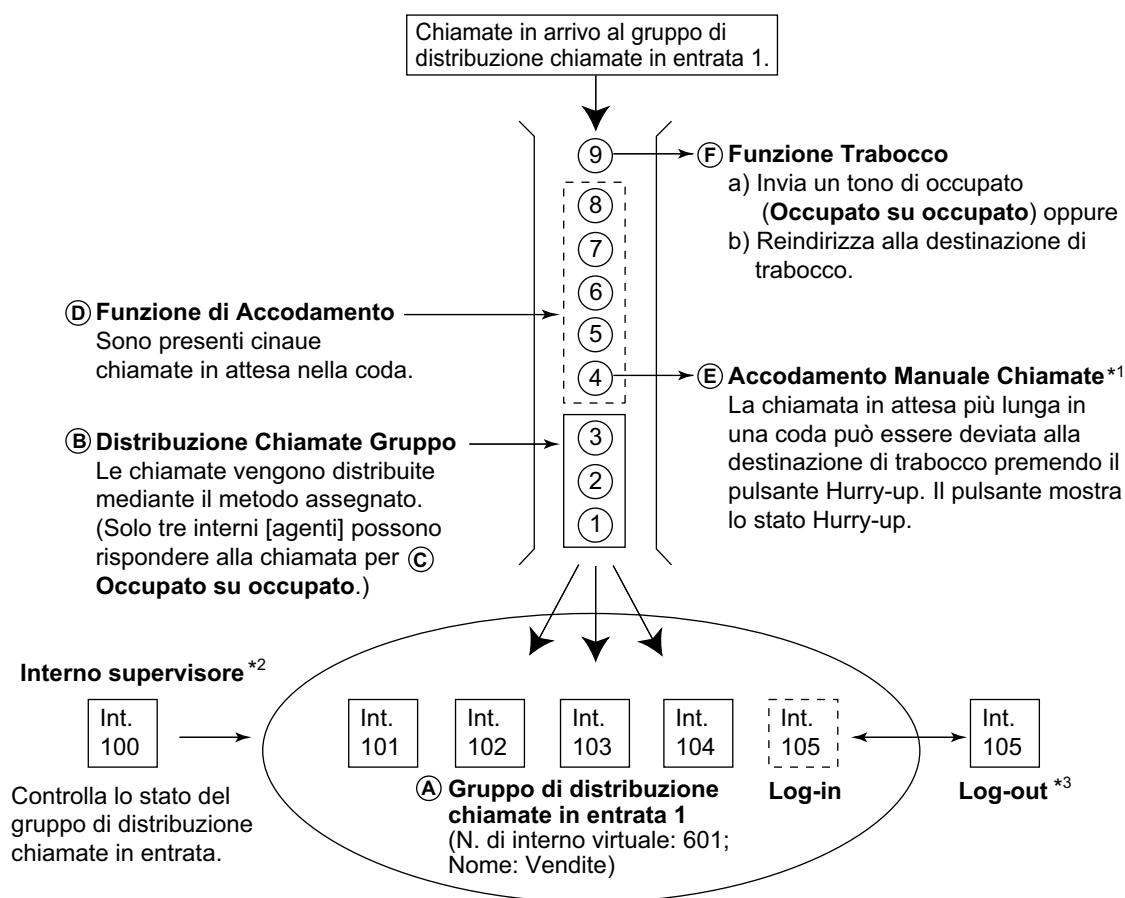 Chiamate in arrivo al gruppo di
distribuzione chiamate in entrata 1.
9
8
7
6
5
4
3
2
1
F Funzione Trabocco
a) Invia un tono di occupato
(Occupato su occupato) oppure
b) Reindirizza alla destinazione di
trabocco.
D Funzione di Accodamento
Sono presenti cinaue
chiamate in attesa nella coda.
E Accodamento Manuale Chiamate*1
La chiamata in attesa più lunga in
una coda può essere deviata alla
destinazione di trabocco premendo il
pulsante Hurry-up. Il pulsante mostra
lo stato Hurry-up.
B Distribuzione Chiamate Gruppo
Le chiamate vengono distribuite
mediante il metodo assegnato.
(Solo tre interni [agenti] possono
rispondere alla chiamata per C
Occupato su occupato.)
Interno supervisore *2
Int.
100
Controlla lo stato del
gruppo di distribuzione
chiamate in entrata.
Int.
101
Int.
102
Int.
103
Int.
104
Int.
105
Log-in
Int.
105
Log-out *3
A Gruppo di distribuzione
chiamate in entrata 1
(N. di interno virtuale: 601;
Nome: Vendite)